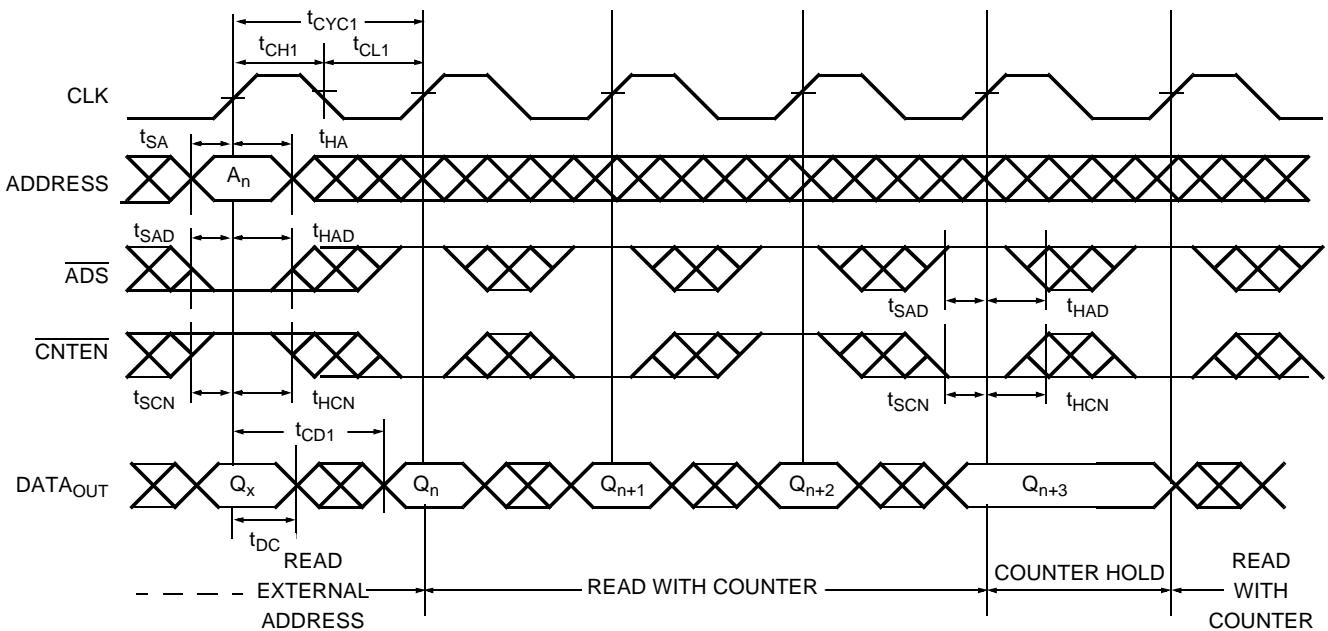 tCYC1
tCH1 tCL1
CLK
tSA tHA
ADDRESS An
tSAD tHAD
ADS
tSAD tHAD
CNTEN
tSCN tHCN tSCN tHCN
tCD1
DATAOUT Qx Qn Qn+1 Qn+2 Qn+3
tDC
READ EXTERNAL ADDRESS
READ WITH COUNTER
COUNTER HOLD
READ WITH COUNTER